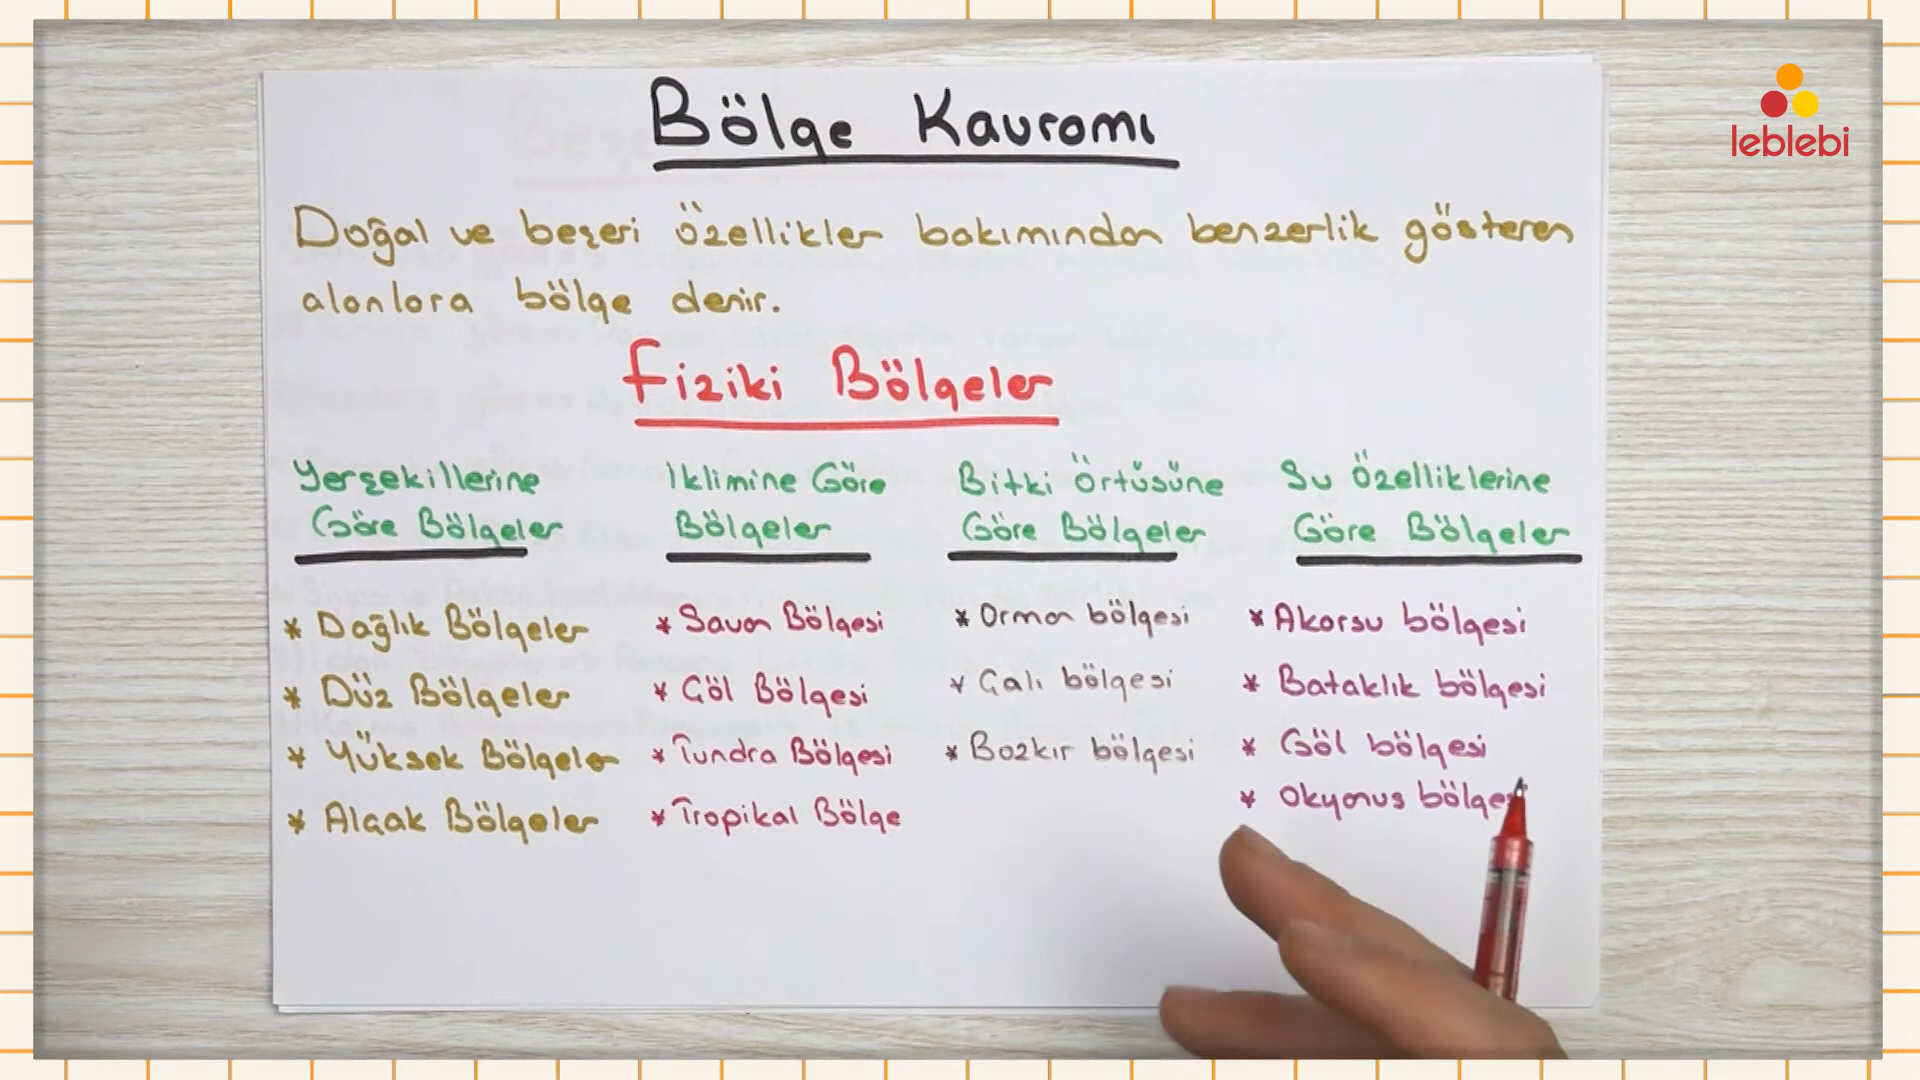 Bölge Kavramı
leblebi
Doğal ve beşeri özellikler bakımından benzerlik gösteren
alanlara bölge denir.
Fiziki Bölgeler
Yerşekillerine
Göre Bölgeler
İklimine Göre
Bölgeler
Bitki Örtüsüne
Göre Bölgeler
Su Özelliklerine
Göre Bölgeler
* Dağlık Bölgeler
* Düz Bölgeler
* Yüksek Bölgeler
* Alçak Bölgeler
* Savan Bölgesi
* Çöl Bölgesi
* Tundra Bölgesi
* Tropikal Bölge
* Orman bölgesi
* Çalı bölgesi
* Bozkır bölgesi
* Akarsu bölgesi
* Bataklık bölgesi
* Göl bölgesi
* Okyanus bölgesi